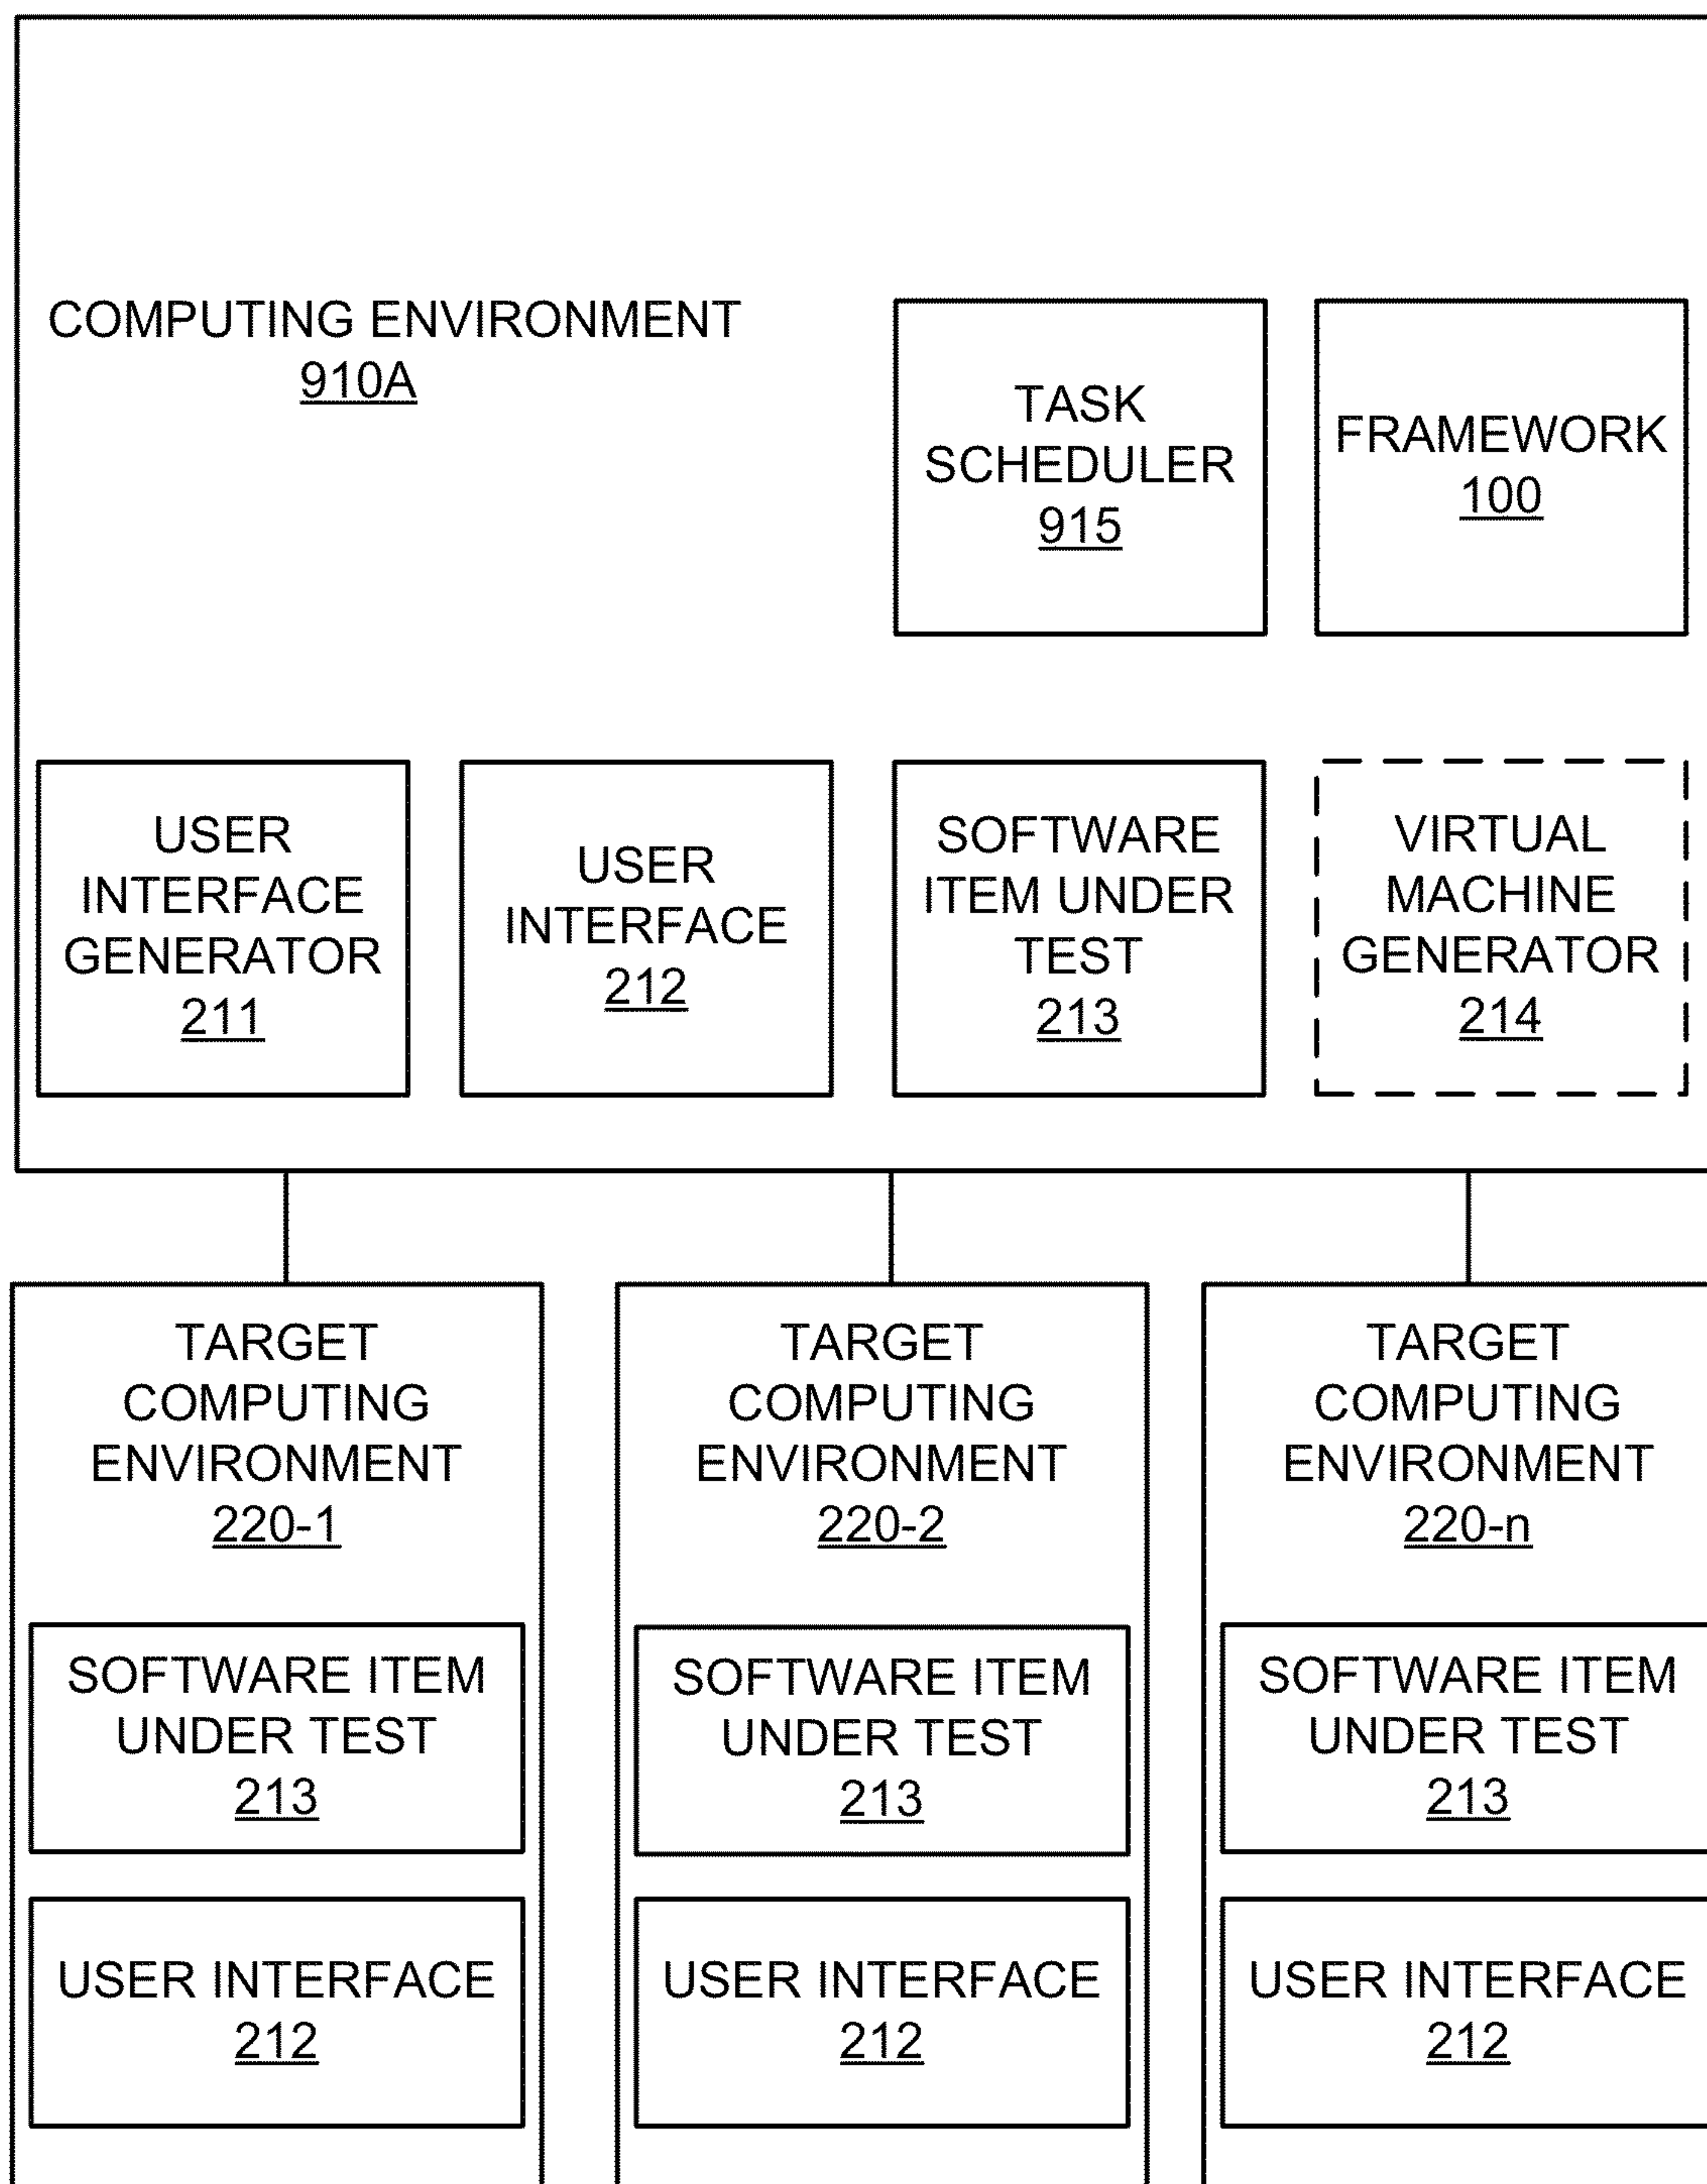 COMPUTING ENVIRONMENT
910A
TASK
SCHEDULER
915
FRAMEWORK
100
USER
INTERFACE
GENERATOR
211
USER
INTERFACE
212
SOFTWARE
ITEM UNDER
TEST
213
VIRTUAL
MACHINE
GENERATOR
214
TARGET
COMPUTING
ENVIRONMENT
220-1
SOFTWARE ITEM
UNDER TEST
213
USER INTERFACE
212
TARGET
COMPUTING
ENVIRONMENT
220-2
SOFTWARE ITEM
UNDER TEST
213
USER INTERFACE
212
TARGET
COMPUTING
ENVIRONMENT
220-n
SOFTWARE ITEM
UNDER TEST
213
USER INTERFACE
212